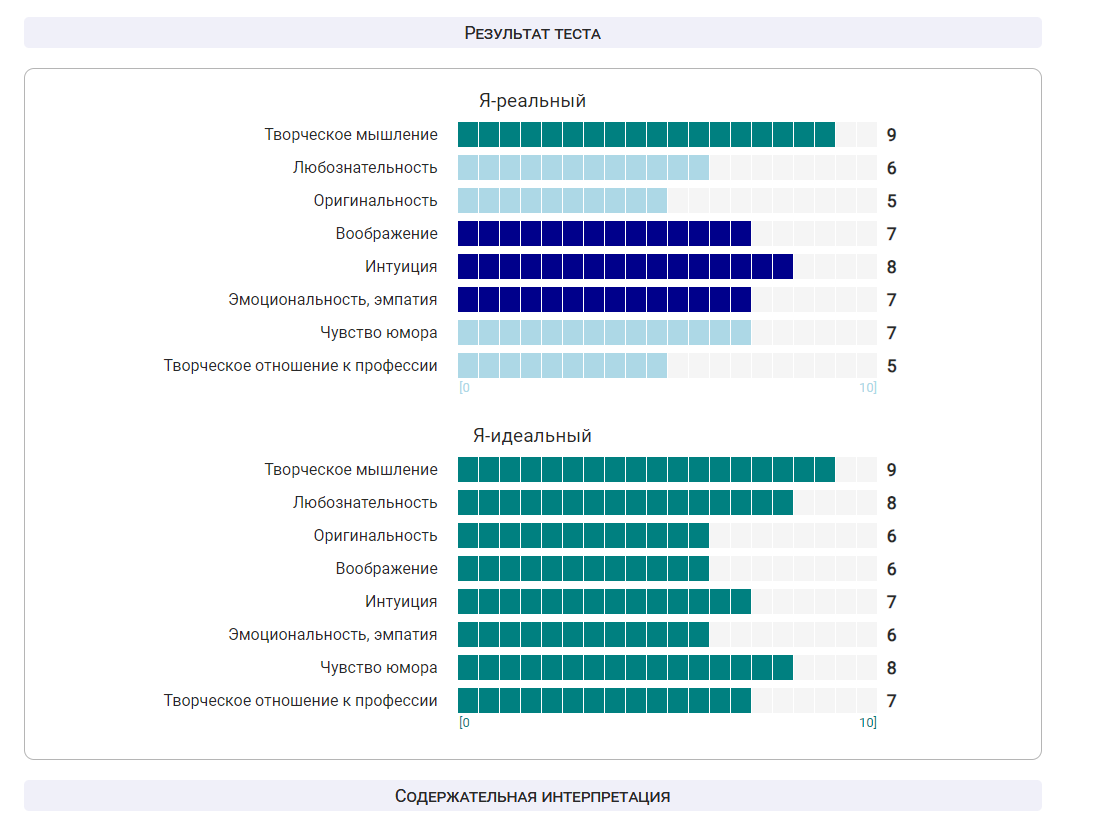 Результат теста
Я-реальный
Творческое мышление 9
Любознательность 6
Оригинальность 5
Воображение 7
Интуиция 8
Эмоциональность, эмпатия 7
Чувство юмора 7
Творческое отношение к профессии 5
[0 10]
Я-идеальный
Творческое мышление 9
Любознательность 8
Оригинальность 6
Воображение 6
Интуиция 7
Эмоциональность, эмпатия 6
Чувство юмора 8
Творческое отношение к профессии 7
[0 10]
Содержательная интерпретация